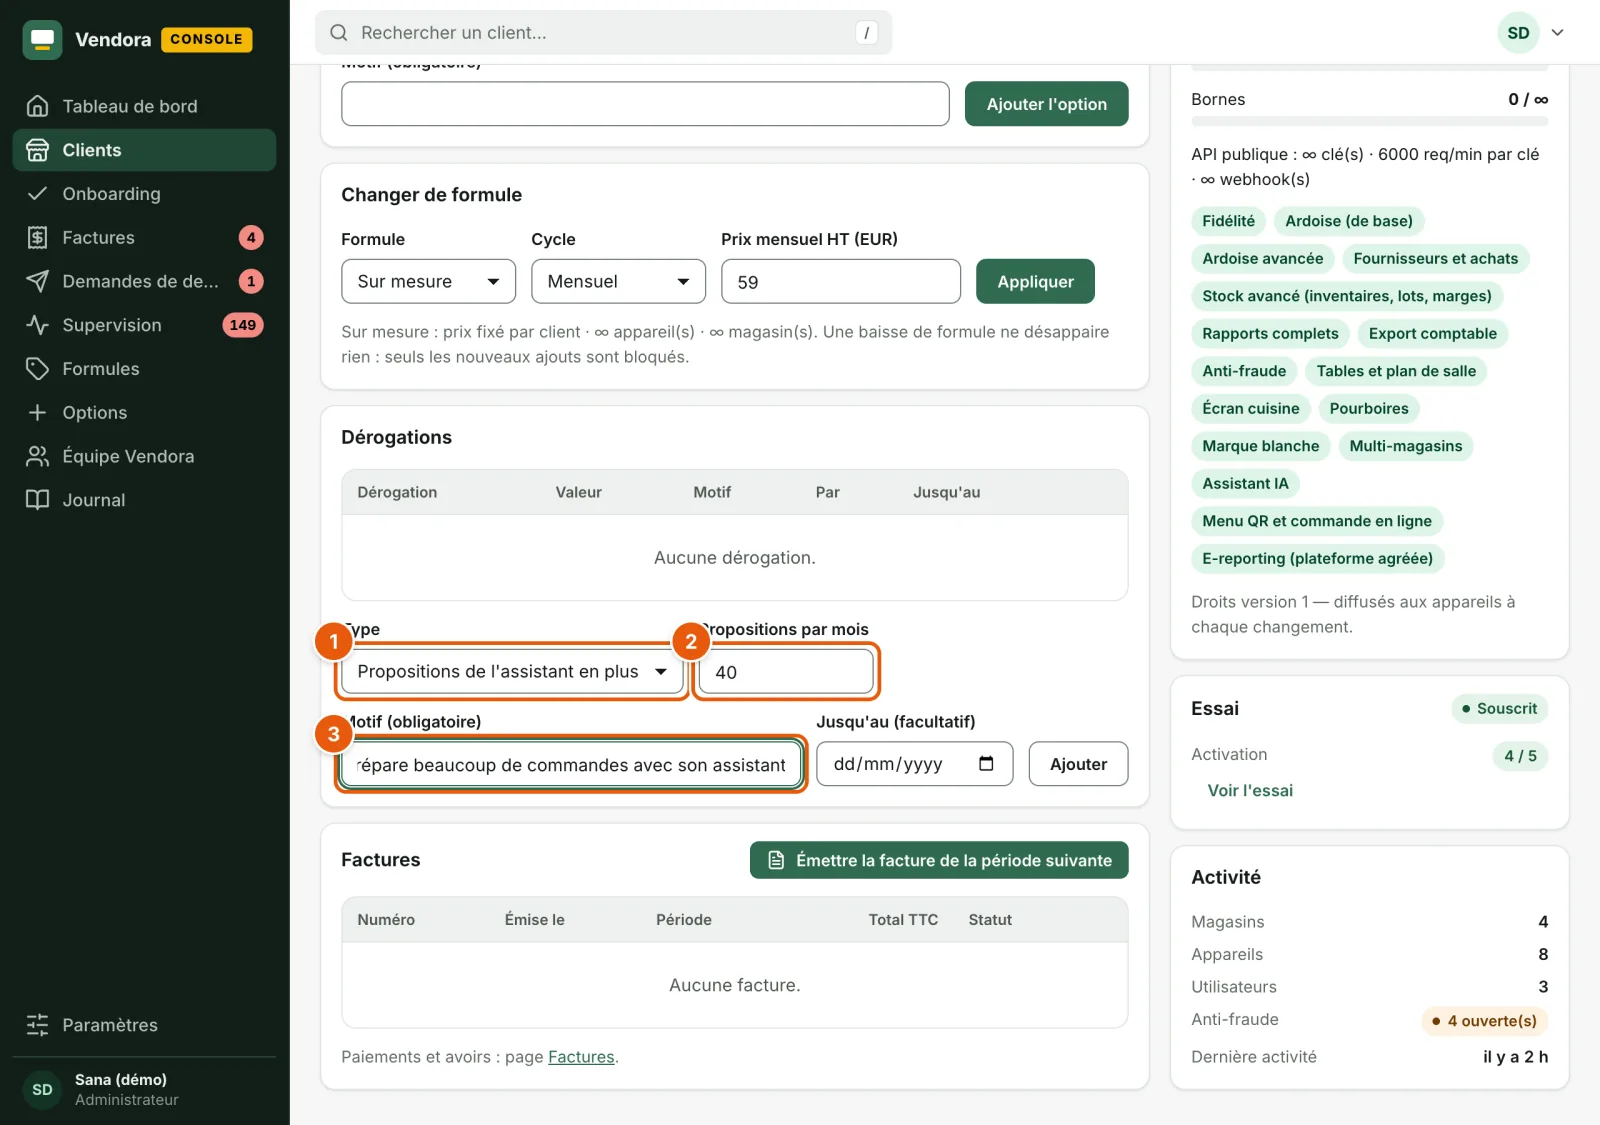 Vendora CONSOLE
Rechercher un client...
/
SD
Tableau de bord
Clients
Onboarding
Factures 4
Demandes de de... 1
Supervision 149
Formules
Options
Équipe Vendora
Journal
Paramètres
SD
Sana (démo)
Administrateur
Motif (obligatoire)
Ajouter l'option
Changer de formule
Formule
Cycle
Prix mensuel HT (EUR)
Sur mesure
Mensuel
59
Appliquer
Sur mesure : prix fixé par client · ∞ appareil(s) · ∞ magasin(s). Une baisse de formule ne désappaire
rien : seuls les nouveaux ajouts sont bloqués.
Dérogations
Dérogation Valeur Motif Par Jusqu'au
Aucune dérogation.
1
Type
2
Propositions par mois
Propositions de l'assistant en plus
40
3
Motif (obligatoire)
Jusqu'au (facultatif)
répare beaucoup de commandes avec son assistant
dd/mm/yyyy
Ajouter
Factures
Émettre la facture de la période suivante
Numéro Émise le Période Total TTC Statut
Aucune facture.
Paiements et avoirs : page Factures.
Bornes 0 / ∞
API publique : ∞ clé(s) · 6000 req/min par clé
· ∞ webhook(s)
Fidélité
Ardoise (de base)
Ardoise avancée
Fournisseurs et achats
Stock avancé (inventaires, lots, marges)
Rapports complets
Export comptable
Anti-fraude
Tables et plan de salle
Écran cuisine
Pourboires
Marque blanche
Multi-magasins
Assistant IA
Menu QR et commande en ligne
E-reporting (plateforme agréée)
Droits version 1 — diffusés aux appareils à
chaque changement.
Essai
Souscrit
Activation 4 / 5
Voir l'essai
Activité
Magasins 4
Appareils 8
Utilisateurs 3
Anti-fraude 4 ouverte(s)
Dernière activité il y a 2 h